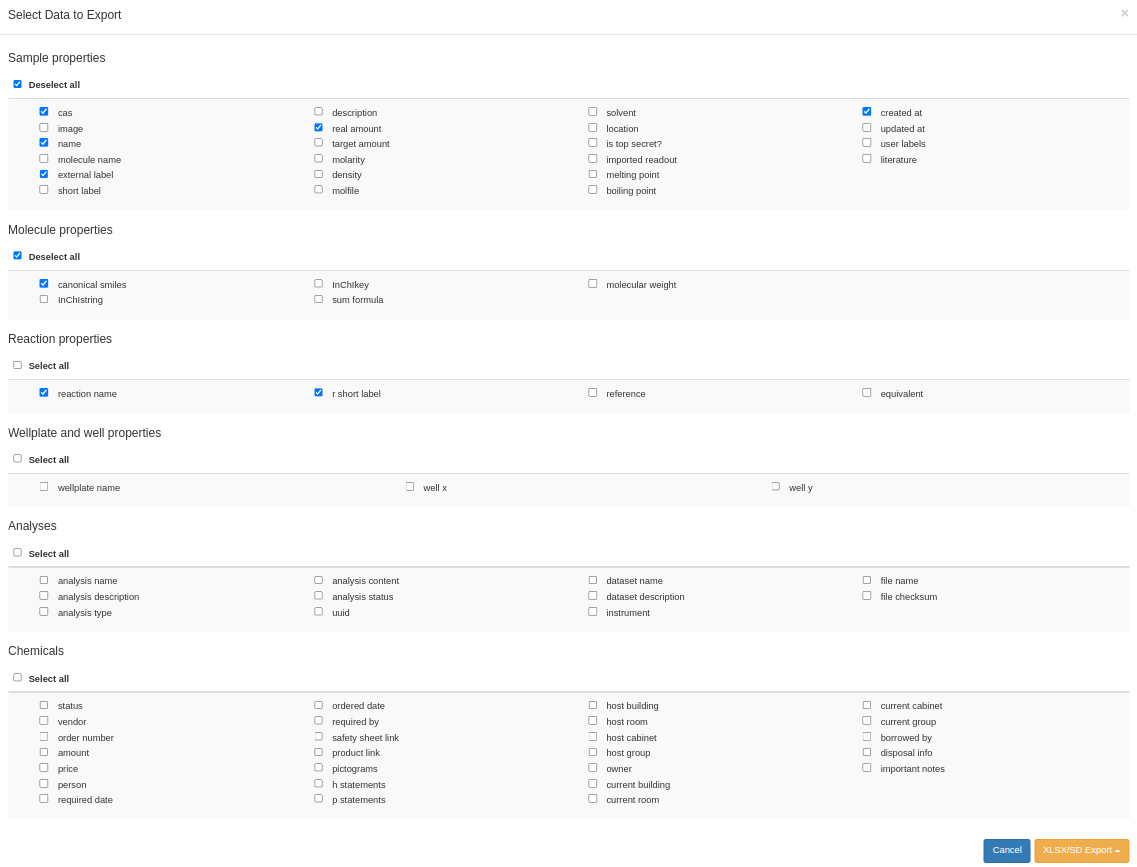 Select Data to Export ×
Sample properties
Deselect all
cas description solvent created at
image real amount location updated at
name target amount is top secret? user labels
molecule name molarity imported readout literature
external label density melting point
short label molfile boiling point
Molecule properties
Deselect all
canonical smiles InChIkey molecular weight
InChIstring sum formula
Reaction properties
Select all
reaction name r short label reference equivalent
Wellplate and well properties
Select all
wellplate name well x well y
Analyses
Select all
analysis name analysis content dataset name file name
analysis description analysis status dataset description file checksum
analysis type uuid instrument
Chemicals
Select all
status ordered date host building current cabinet
vendor required by host room current group
order number safety sheet link host cabinet borrowed by
amount product link host group disposal info
price pictograms owner important notes
person h statements current building
required date p statements current room
Cancel XLSX/SD Export